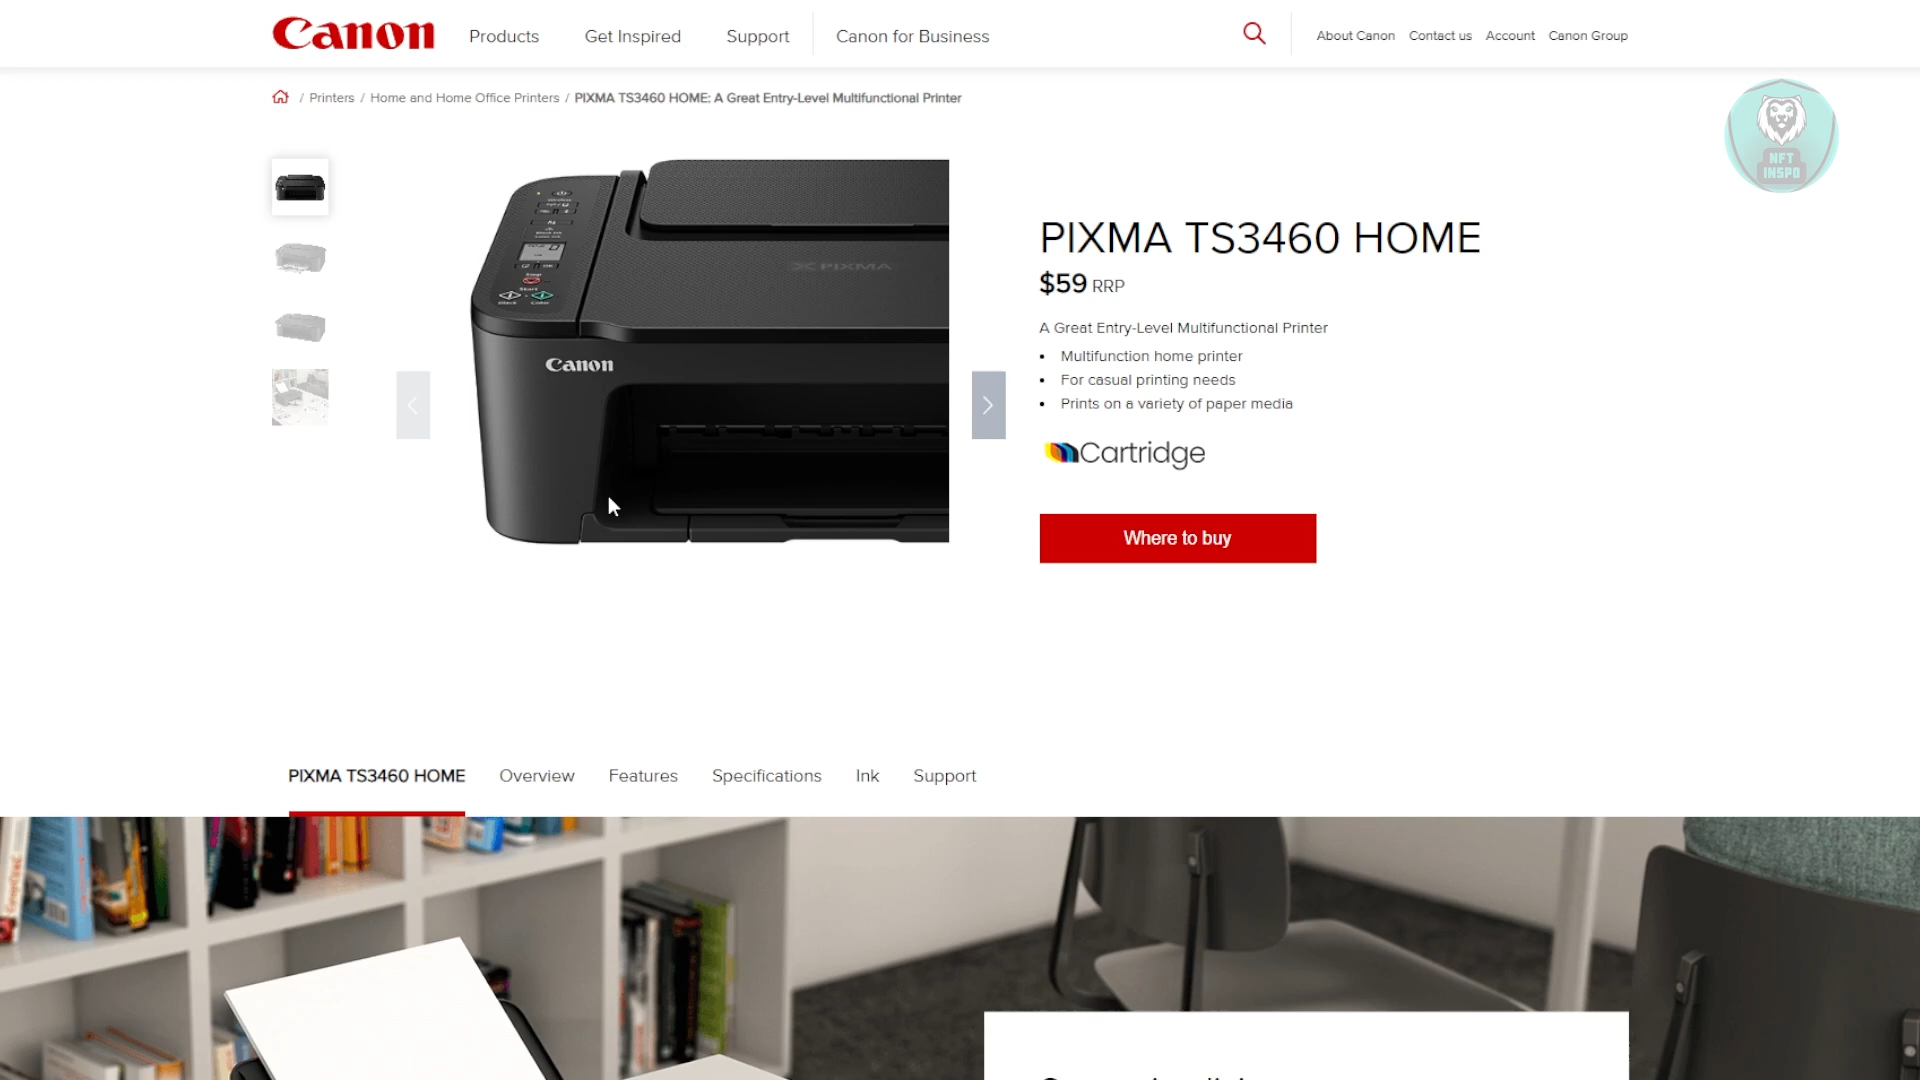 Canon
Products
Get Inspired
Support
Canon for Business
About Canon
Contact us
Account
Canon Group
/ Printers / Home and Home Office Printers / PIXMA TS3460 HOME: A Great Entry-Level Multifunctional Printer
NFT
INSPO
PIXMA
Canon
PIXMA TS3460 HOME
$59 RRP
A Great Entry-Level Multifunctional Printer
• Multifunction home printer
• For casual printing needs
• Prints on a variety of paper media
Cartridge
Where to buy
PIXMA TS3460 HOME
Overview
Features
Specifications
Ink
Support